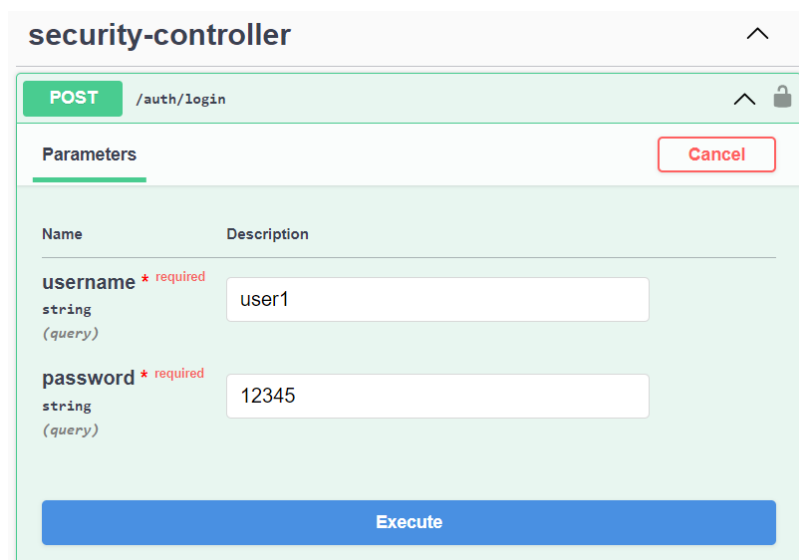 security-controller
POST /auth/login
Parameters Cancel
Name Description
username * required
string
(query)
user1
password * required
string
(query)
12345
Execute